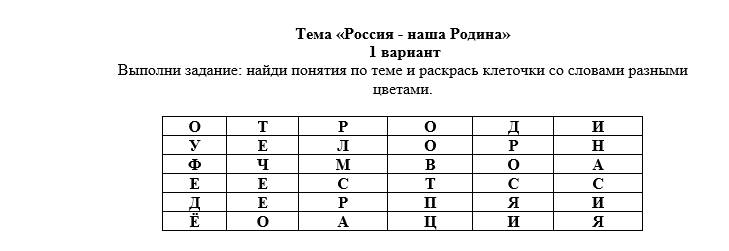 Тема «Россия - наша Родина»
1 вариант
Выполни задание: найди понятия по теме и раскрась клеточки со словами разными
цветами.
О Т Р О Д И
У Е Л О Р Н
Ф Ч М В О А
Е Е С Т С С
Д Е Р П Я И
Ё О А Ц И Я